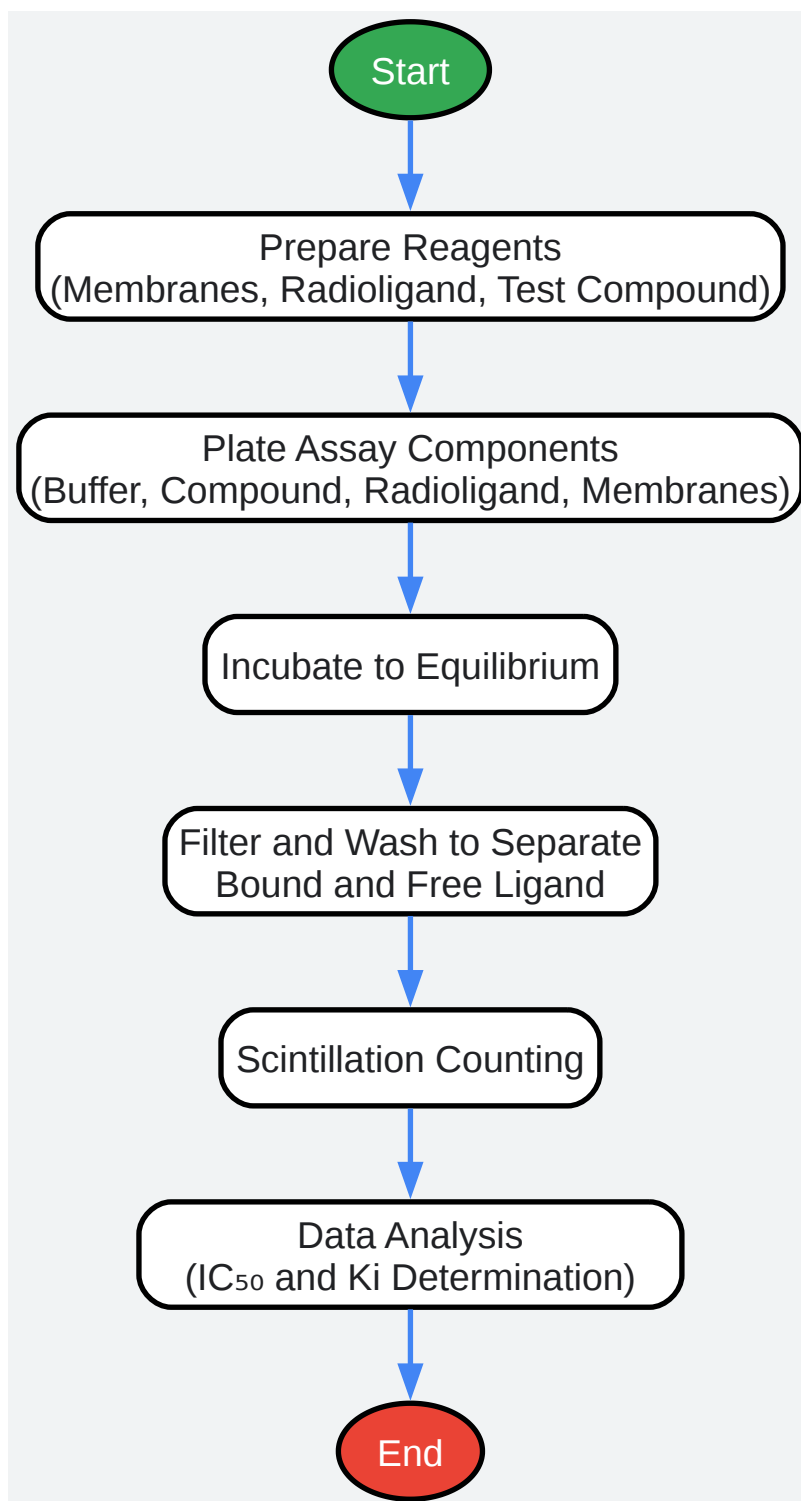 Start
Prepare Reagents
(Membranes, Radioligand, Test Compound)
Plate Assay Components
(Buffer, Compound, Radioligand, Membranes)
Incubate to Equilibrium
Filter and Wash to Separate
Bound and Free Ligand
Scintillation Counting
Data Analysis
(IC₅₀ and Ki Determination)
End